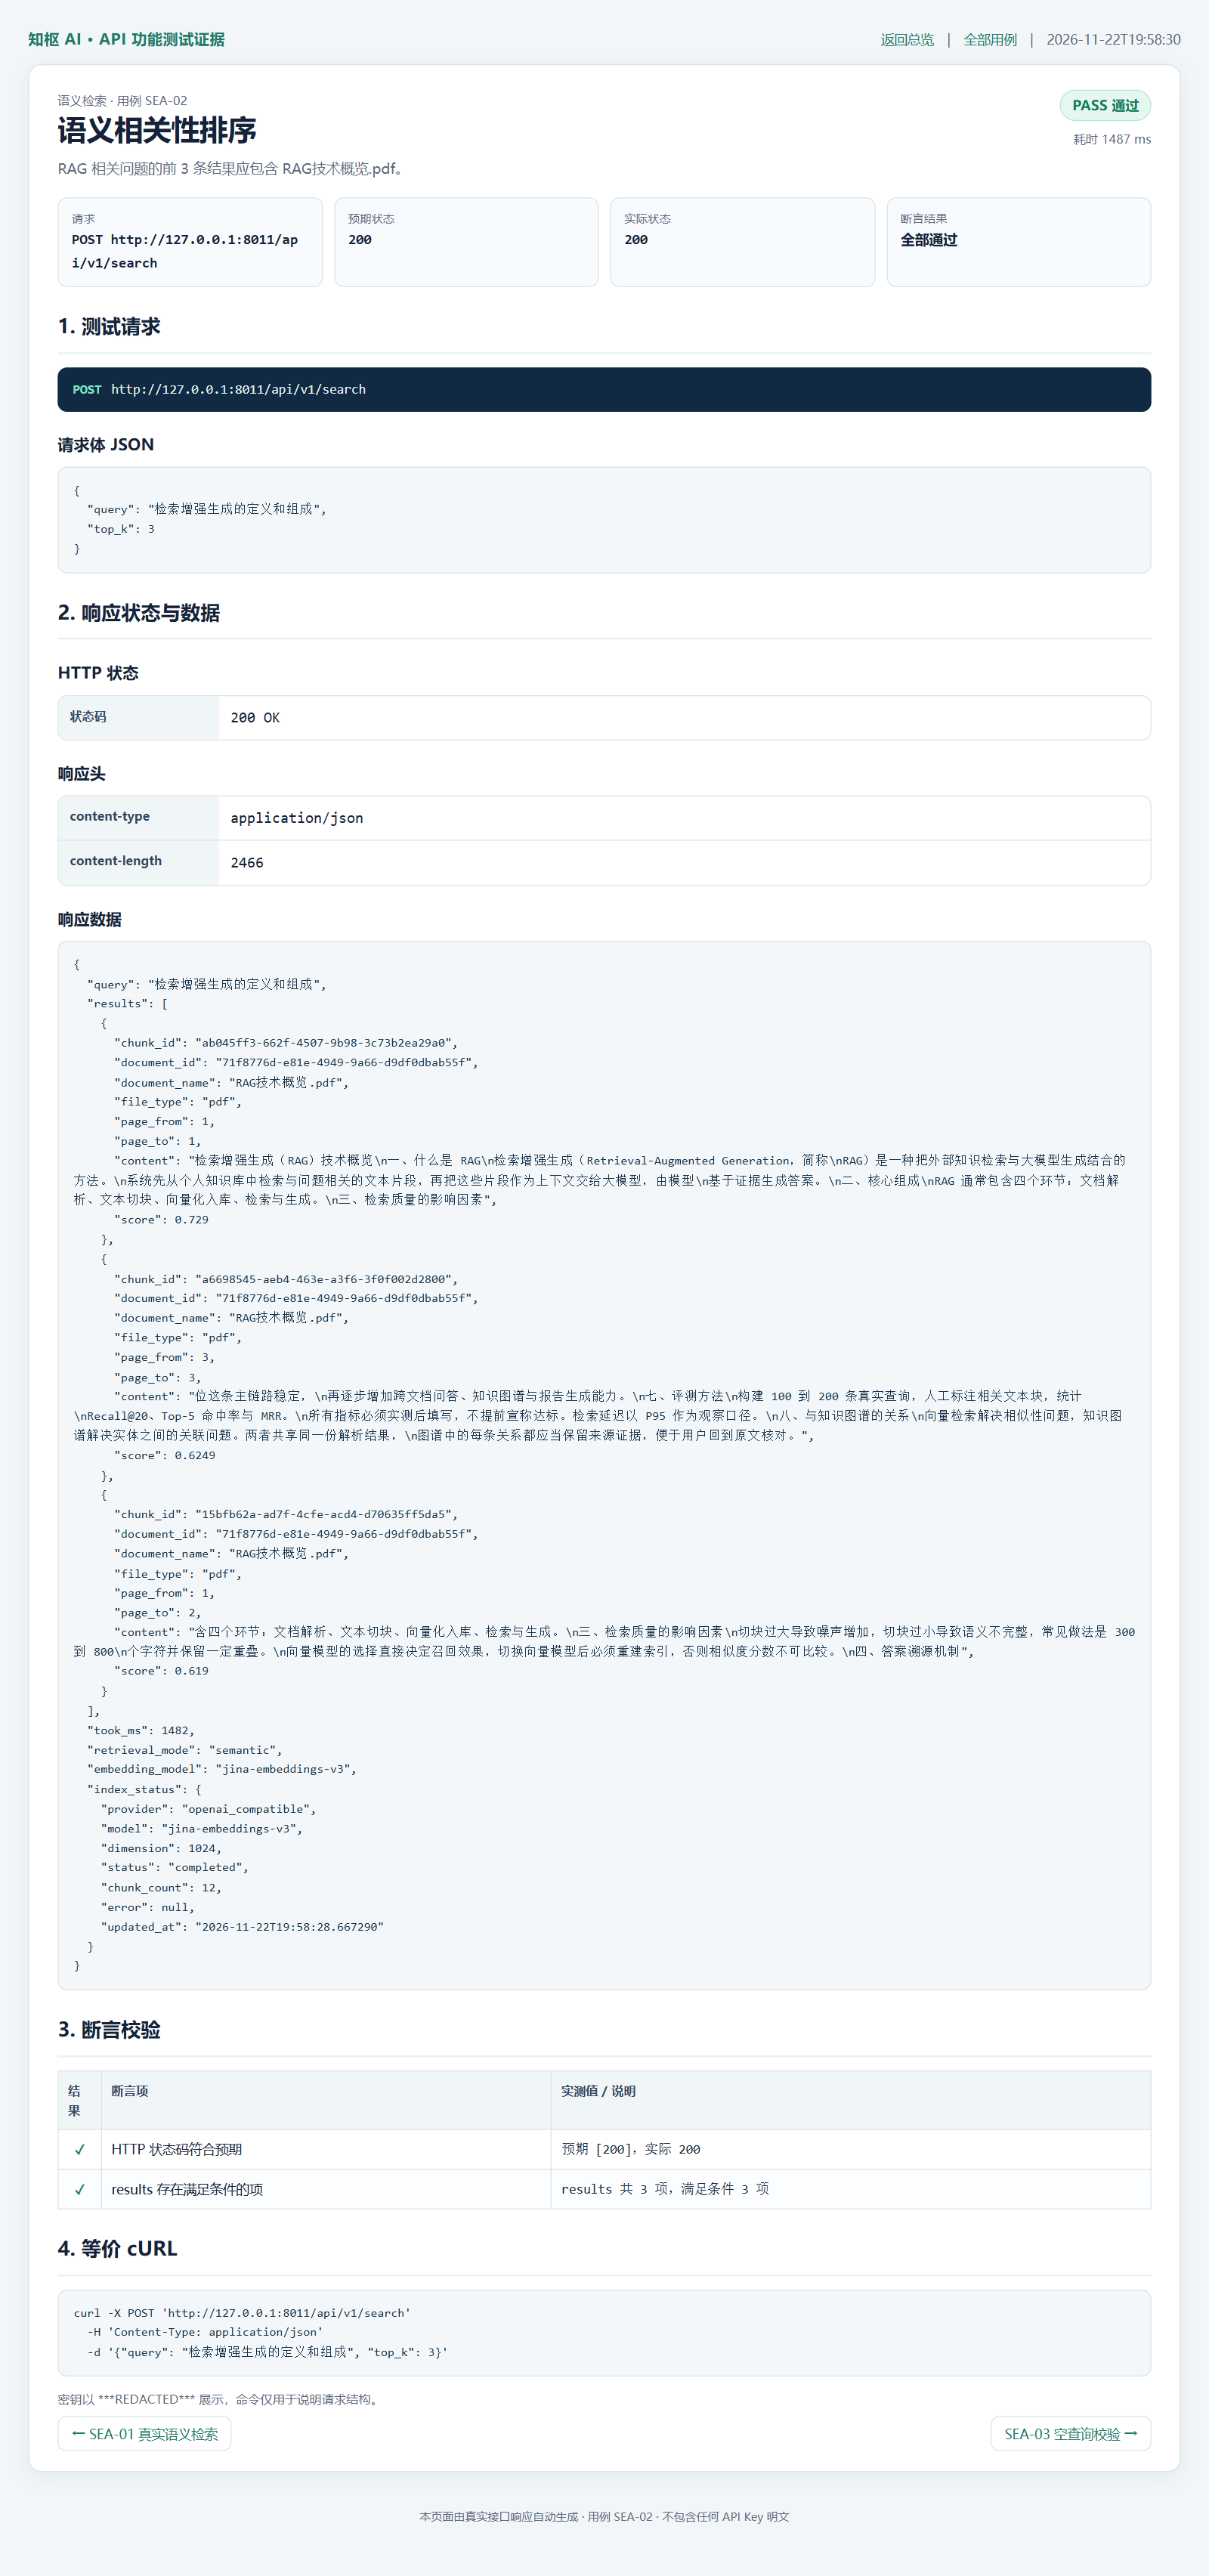 知枢 AI · API 功能测试证据
返回总览 | 全部用例 | 2026-11-22T19:58:30
语义检索 · 用例 SEA-02
PASS 通过
语义相关性排序
耗时 1487 ms
RAG 相关问题的前 3 条结果应包含 RAG技术概览.pdf。
请求
POST http://127.0.0.1:8011/ap
i/v1/search
预期状态
200
实际状态
200
断言结果
全部通过
1. 测试请求
POST http://127.0.0.1:8011/api/v1/search
请求体 JSON
{
  "query": "检索增强生成的定义和组成",
  "top_k": 3
}
2. 响应状态与数据
HTTP 状态
状态码 200 OK
响应头
content-type application/json
content-length 2466
响应数据
{
  "query": "检索增强生成的定义和组成",
  "results": [
    {
      "chunk_id": "ab045ff3-662f-4507-9b98-3c73b2ea29a0",
      "document_id": "71f8776d-e81e-4949-9a66-d9df0dbab55f",
      "document_name": "RAG技术概览.pdf",
      "file_type": "pdf",
      "page_from": 1,
      "page_to": 1,
      "content": "检索增强生成（RAG）技术概览\n一、什么是 RAG\n检索增强生成（Retrieval-Augmented Generation，简称\nRAG）是一种把外部知识检索与大模型生成结合的
方法。\n系统先从个人知识库中检索与问题相关的文本片段，再把这些片段作为上下文交给大模型，由模型\n基于证据生成答案。\n二、核心组成\nRAG 通常包含四个环节：文档解
析、文本切块、向量化入库、检索与生成。\n三、检索质量的影响因素",
      "score": 0.729
    },
    {
      "chunk_id": "a6698545-aeb4-463e-a3f6-3f0f002d2800",
      "document_id": "71f8776d-e81e-4949-9a66-d9df0dbab55f",
      "document_name": "RAG技术概览.pdf",
      "file_type": "pdf",
      "page_from": 3,
      "page_to": 3,
      "content": "位这条主链路稳定，\n再逐步增加跨文档问答、知识图谱与报告生成能力。\n七、评测方法\n构建 100 到 200 条真实查询，人工标注相关文本块，统计
\nRecall@20、Top-5 命中率与 MRR。\n所有指标必须实测后填写，不提前宣称达标。检索延迟以 P95 作为观察口径。\n八、与知识图谱的关系\n向量检索解决相似性问题，知识图
谱解决实体之间的关联问题。两者共享同一份解析结果，\n图谱中的每条关系都应当保留来源证据，便于用户回到原文核对。",
      "score": 0.6249
    },
    {
      "chunk_id": "15bfb62a-ad7f-4cfe-acd4-d70635ff5da5",
      "document_id": "71f8776d-e81e-4949-9a66-d9df0dbab55f",
      "document_name": "RAG技术概览.pdf",
      "file_type": "pdf",
      "page_from": 1,
      "page_to": 2,
      "content": "含四个环节：文档解析、文本切块、向量化入库、检索与生成。\n三、检索质量的影响因素\n切块过大导致噪声增加，切块过小导致语义不完整，常见做法是 300
到 800\n个字符并保留一定重叠。\n向量模型的选择直接决定召回效果，切换向量模型后必须重建索引，否则相似度分数不可比较。\n四、答案溯源机制",
      "score": 0.619
    }
  ],
  "took_ms": 1482,
  "retrieval_mode": "semantic",
  "embedding_model": "jina-embeddings-v3",
  "index_status": {
    "provider": "openai_compatible",
    "model": "jina-embeddings-v3",
    "dimension": 1024,
    "status": "completed",
    "chunk_count": 12,
    "error": null,
    "updated_at": "2026-11-22T19:58:28.667290"
  }
}
3. 断言校验
结果 断言项 实测值 / 说明
✓ HTTP 状态码符合预期 预期 [200]，实际 200
✓ results 存在满足条件的项 results 共 3 项，满足条件 3 项
4. 等价 cURL
curl -X POST 'http://127.0.0.1:8011/api/v1/search'
  -H 'Content-Type: application/json'
  -d '{"query": "检索增强生成的定义和组成", "top_k": 3}'
密钥以 ***REDACTED*** 展示，命令仅用于说明请求结构。
← SEA-01 真实语义检索
SEA-03 空查询校验 →
本页面由真实接口响应自动生成 · 用例 SEA-02 · 不包含任何 API Key 明文